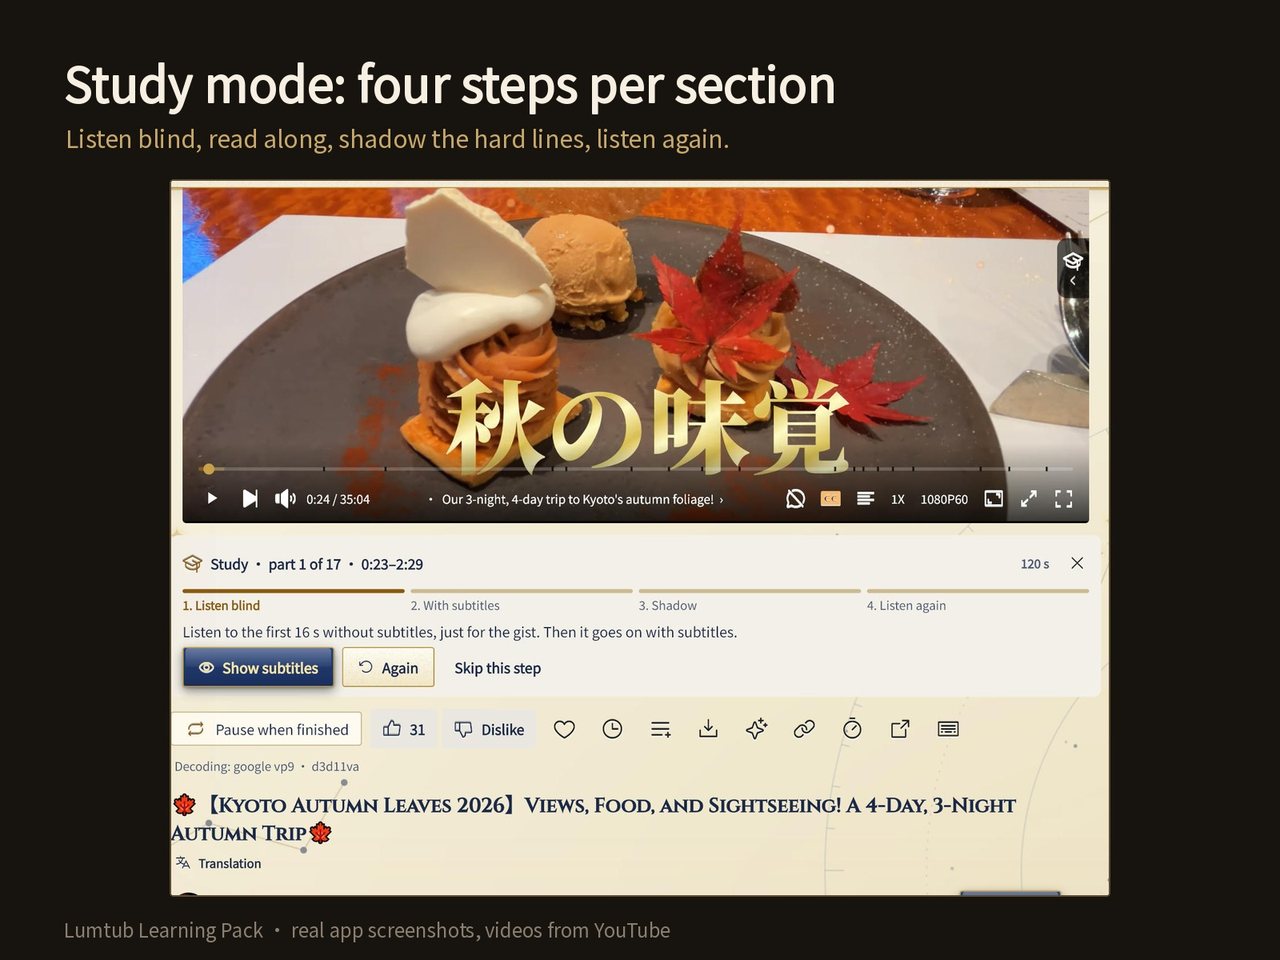 Study mode: four steps per section
Listen blind, read along, shadow the hard lines, listen again.
秋の味覚
0:24 / 35:04 • Our 3-night, 4-day trip to Kyoto's autumn foliage! › CC 1X 1080P60
Study • part 1 of 17 • 0:23–2:29 120 s
1. Listen blind 2. With subtitles 3. Shadow 4. Listen again
Listen to the first 16 s without subtitles, just for the gist. Then it goes on with subtitles.
Show subtitles Again Skip this step
Pause when finished 31 Dislike
Decoding: google vp9 • d3d11va
🍁【Kyoto Autumn Leaves 2026】Views, Food, and Sightseeing! A 4-Day, 3-Night
Autumn Trip🍁
Translation
Lumtub Learning Pack • real app screenshots, videos from YouTube